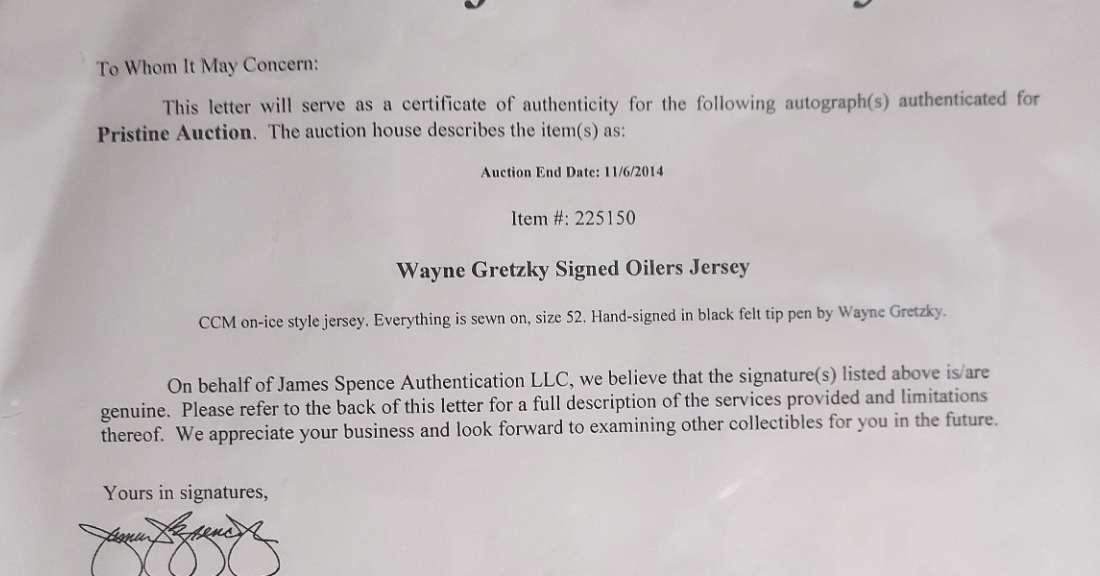 To Whom It May Concern:
This letter will serve as a certificate of authenticity for the following autograph(s) authenticated for
Pristine Auction. The auction house describes the item(s) as:
Auction End Date: 11/6/2014
Item #: 225150
Wayne Gretzky Signed Oilers Jersey
CCM on-ice style jersey. Everything is sewn on, size 52. Hand-signed in black felt tip pen by Wayne Gretzky.
On behalf of James Spence Authentication LLC, we believe that the signature(s) listed above is/are
genuine. Please refer to the back of this letter for a full description of the services provided and limitations
thereof. We appreciate your business and look forward to examining other collectibles for you in the future.
Yours in signatures,
James Spence